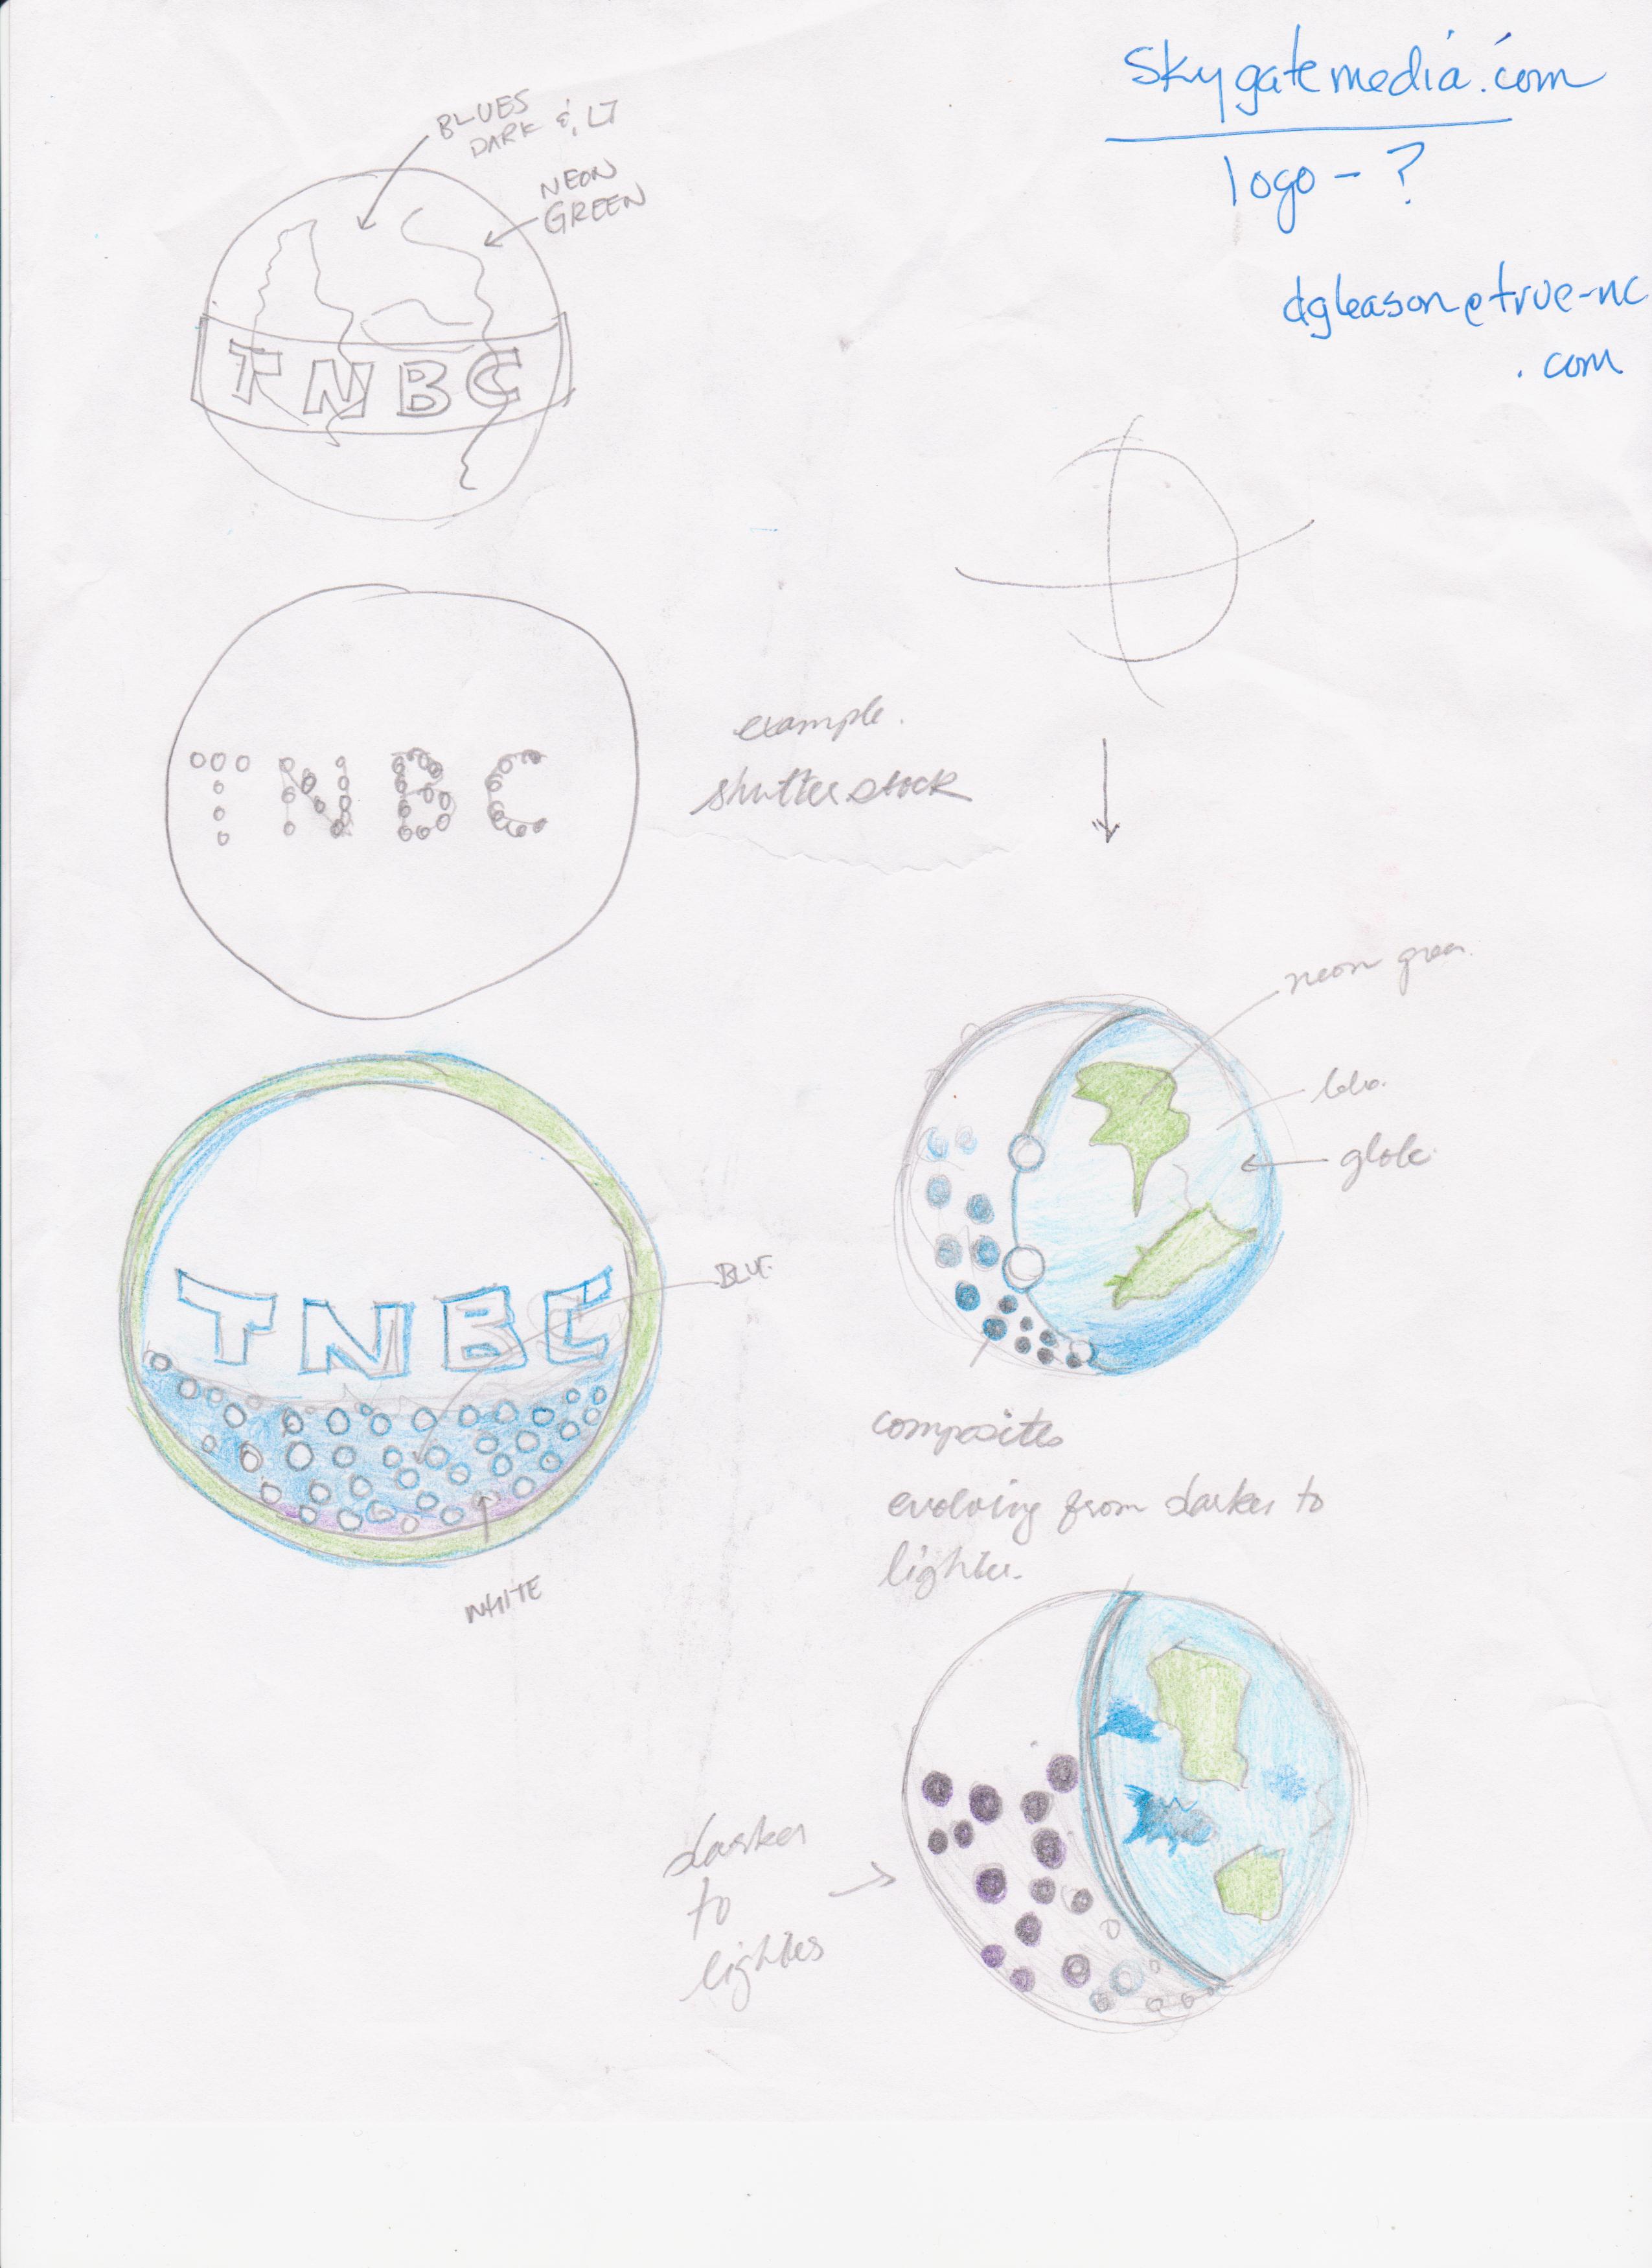 Skygatemedia.com
logo - ?
dgleason@true-nc
.com
BLUES
DARK & LT
NEON
GREEN
TNBC
TNBC
example.
shutterstock
neon green
globe
TNBC
BLUE
WHITE
composites
evolving from darker to
lighter.
darker
to
lighter